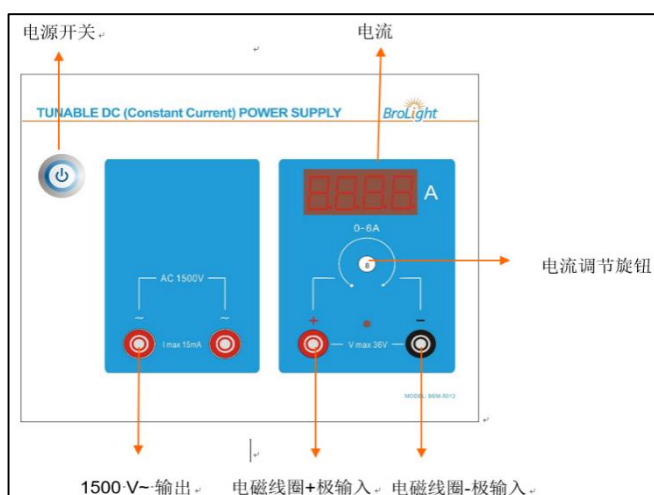 电源开关
电流
TUNABLE DC (Constant Current) POWER SUPPLY
BroLight
A
0~6A
电流调节旋钮
AC 1500V
~ ~
+ −
I max 15mA
V max 36V
1500 V~ 输出
电磁线圈+极输入
电磁线圈-极输入